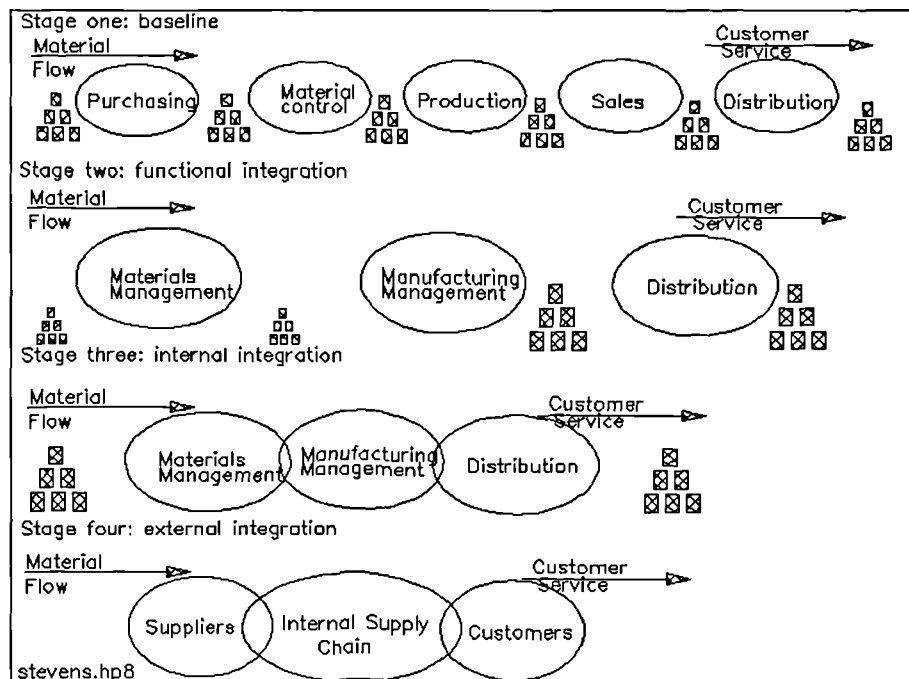 Stage one: baseline
Material
Flow
Customer
Service
Purchasing
Material
control
Production
Sales
Distribution
Stage two: functional integration
Material
Flow
Customer
Service
Materials
Management
Manufacturing
Management
Distribution
Stage three: internal integration
Material
Flow
Customer
Service
Materials
Management
Manufacturing
Management
Distribution
Stage four: external integration
Material
Flow
Customer
Service
Suppliers
Internal Supply
Chain
Customers
stevens.hp8